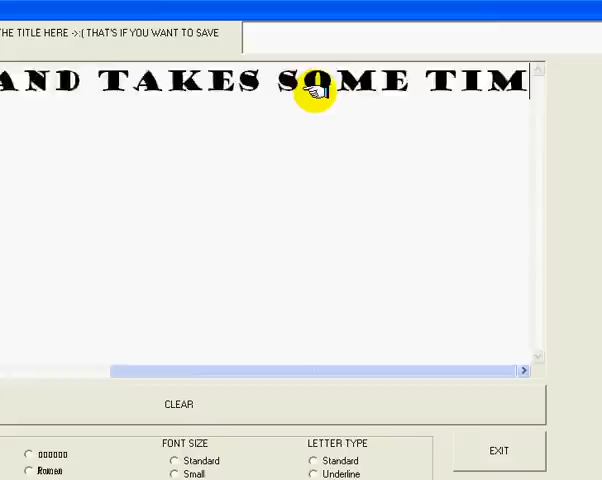 THE TITLE HERE ->:( THAT'S IF YOU WANT TO SAVE
AND TAKES SOME TIM
CLEAR
FONT SIZE
LETTER TYPE
EXIT
Standard
Standard
Roman
Small
Underline